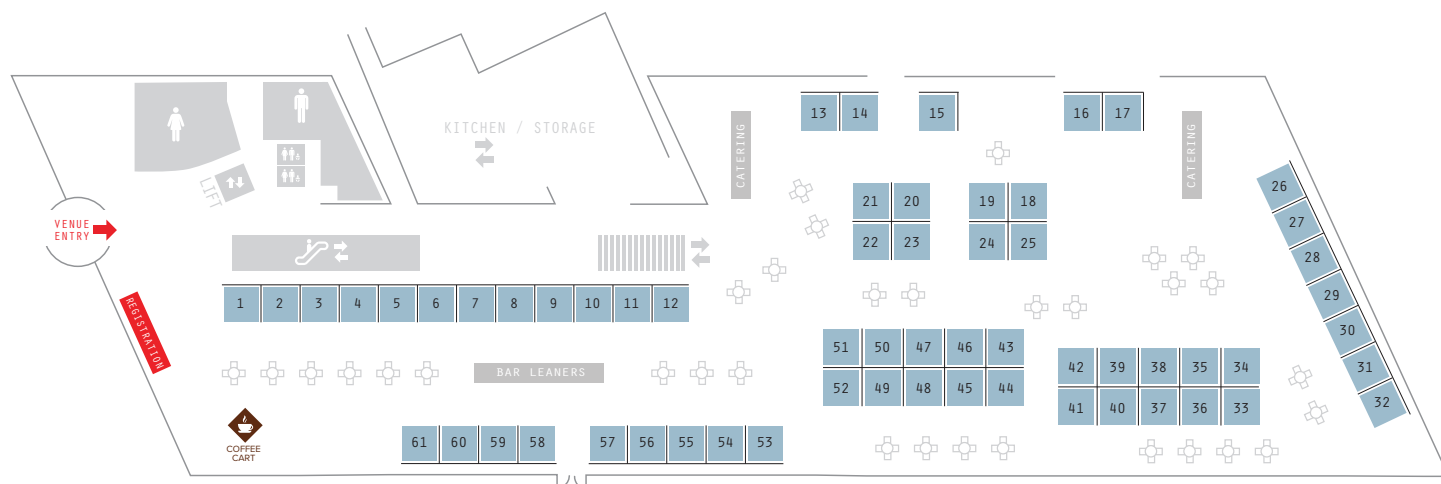 KITCHEN / STORAGE
LIFT
VENUE
ENTRY
REGISTRATION
CATERING
CATERING
13 14
15
16 17
21 20
22 23
19 18
24 25
26
27
28
29
30
31
32
1 2 3 4 5 6 7 8 9 10 11 12
BAR LEANERS
51 50 47 46 43
52 49 48 45 44
42 39 38 35 34
41 40 37 36 33
COFFEE
CART
61 60 59 58
57 56 55 54 53